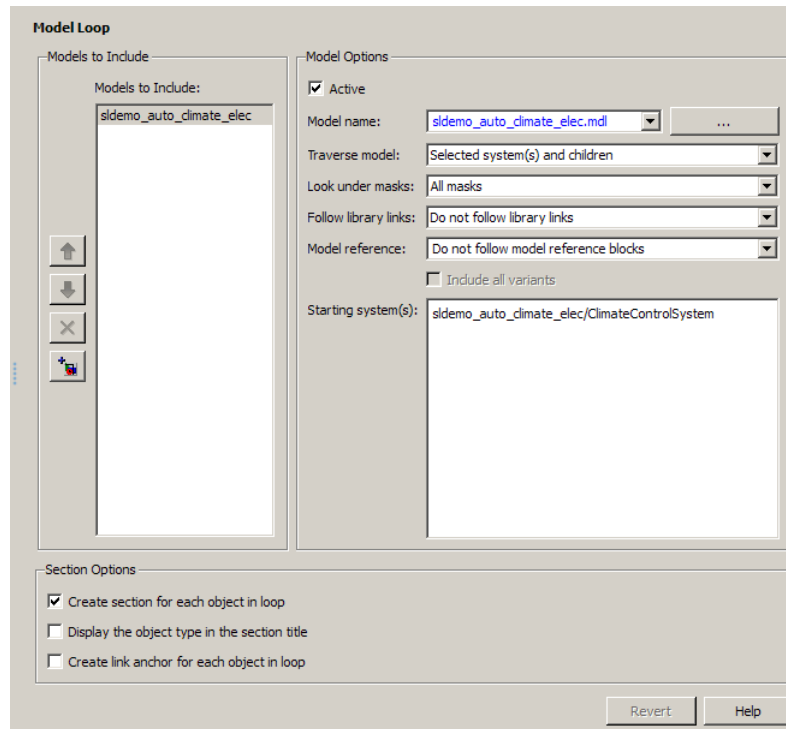 Model Loop
Models to Include
Models to Include:
sldemo_auto_climate_elec
Model Options
Active
Model name: sldemo_auto_climate_elec.mdl ...
Traverse model: Selected system(s) and children
Look under masks: All masks
Follow library links: Do not follow library links
Model reference: Do not follow model reference blocks
Include all variants
Starting system(s): sldemo_auto_climate_elec/ClimateControlSystem
Section Options
Create section for each object in loop
Display the object type in the section title
Create link anchor for each object in loop
Revert Help